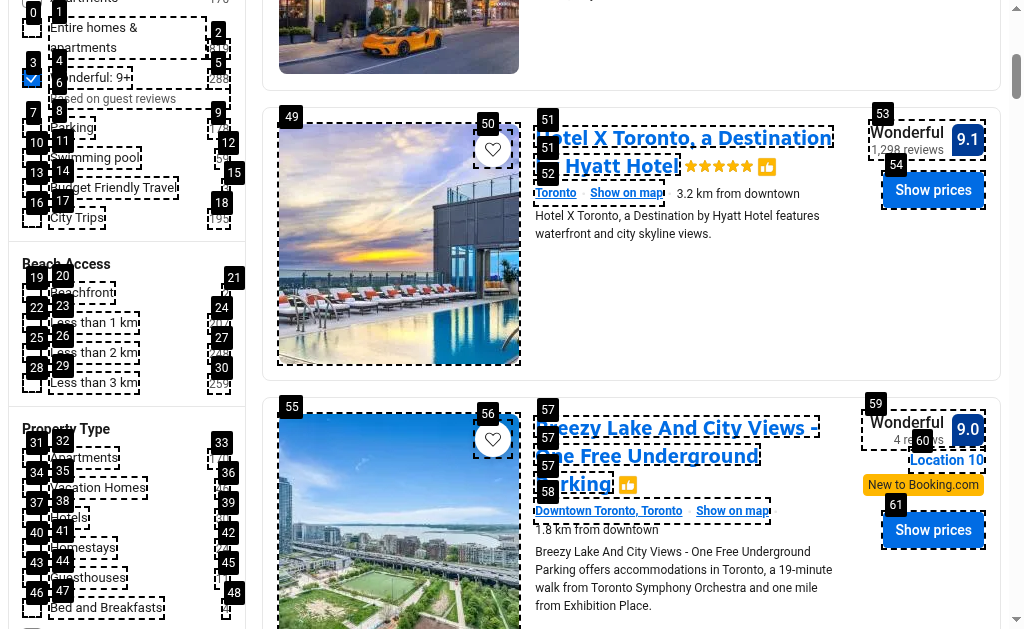 0 1
Entire homes &
2
apartments
3 4 5
Wonderful: 9+ 288
6
Based on guest reviews
7 8 9
Parking
10 11 12
Swimming pool 59
13 14 15
Budget Friendly Travel
16 17 18
City Trips 195
Beach Access
19 20 21
Beachfront
22 23 24
Less than 1 km
25 26 27
Less than 2 km
28 29 30
Less than 3 km 259
Property Type
31 32 33
Apartments
34 35 36
Vacation Homes
37 38 39
Hotels
40 41 42
Homestays
43 44 45
Guesthouses
46 47 48
Bed and Breakfasts 4
49 50
51
Hotel X Toronto, a Destination
51
by Hyatt Hotel
52
Toronto Show on map 3.2 km from downtown
Hotel X Toronto, a Destination by Hyatt Hotel features
waterfront and city skyline views.
53
Wonderful 9.1
1,298 reviews
54
Show prices
55 56
57
Breezy Lake And City Views -
57
One Free Underground
57
Parking
58
Downtown Toronto, Toronto Show on map
1.8 km from downtown
Breezy Lake And City Views - One Free Underground
Parking offers accommodations in Toronto, a 19-minute
walk from Toronto Symphony Orchestra and one mile
from Exhibition Place.
59
Wonderful 9.0
4 reviews
60
Location 10
New to Booking.com
61
Show prices